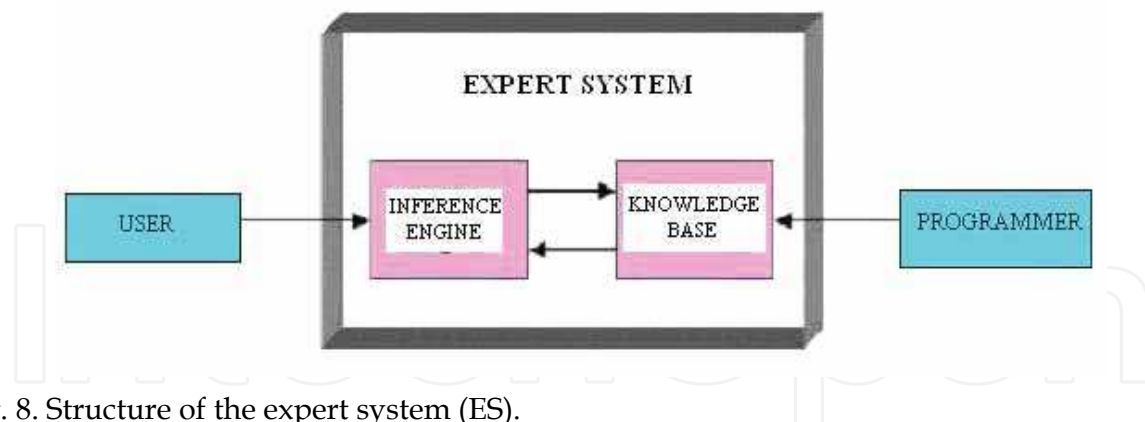 EXPERT SYSTEM
USER
INFERENCE
ENGINE
KNOWLEDGE
BASE
PROGRAMMER
. 8. Structure of the expert system (ES).